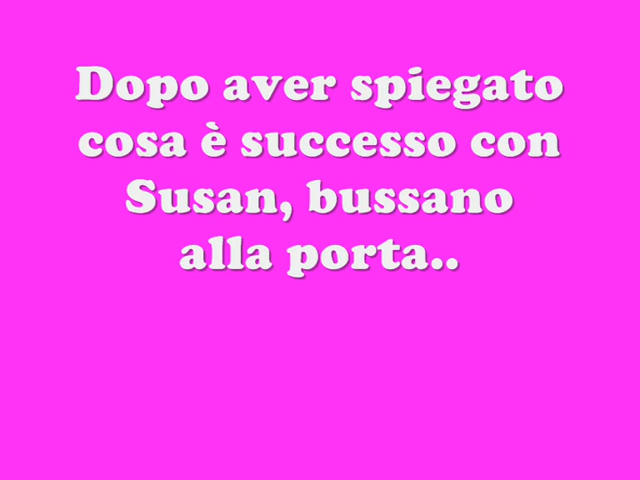 Dopo aver spiegato
cosa è successo con
Susan, bussano
alla porta..